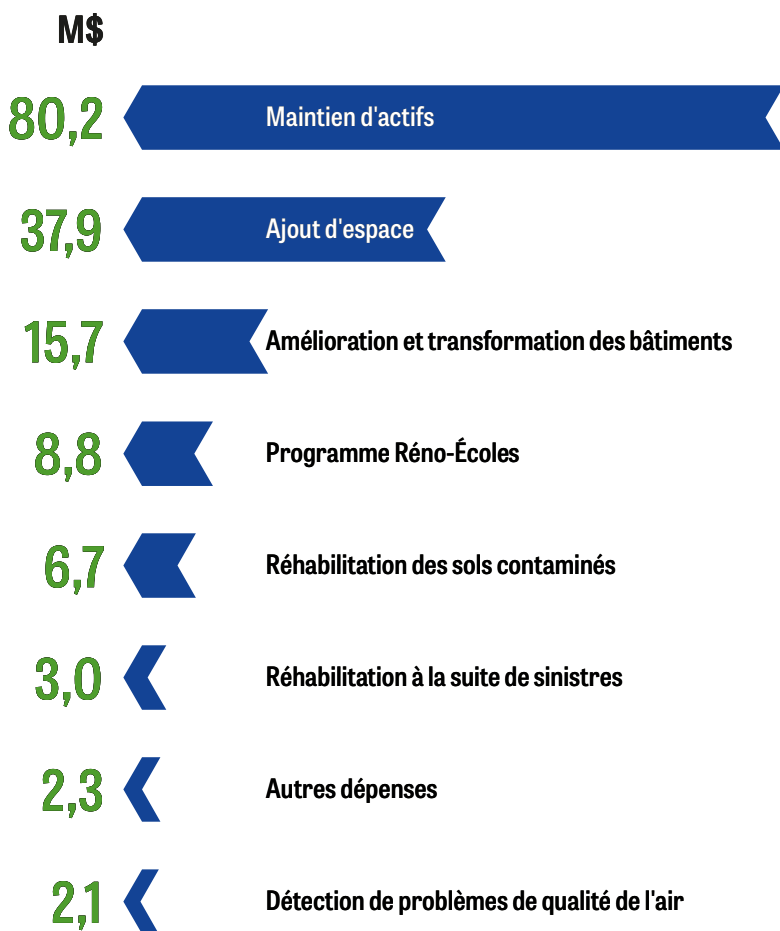 M$
80,2 Maintien d'actifs
37,9 Ajout d'espace
15,7 Amélioration et transformation des bâtiments
8,8 Programme Réno-Écoles
6,7 Réhabilitation des sols contaminés
3,0 Réhabilitation à la suite de sinistres
2,3 Autres dépenses
2,1 Détection de problèmes de qualité de l'air